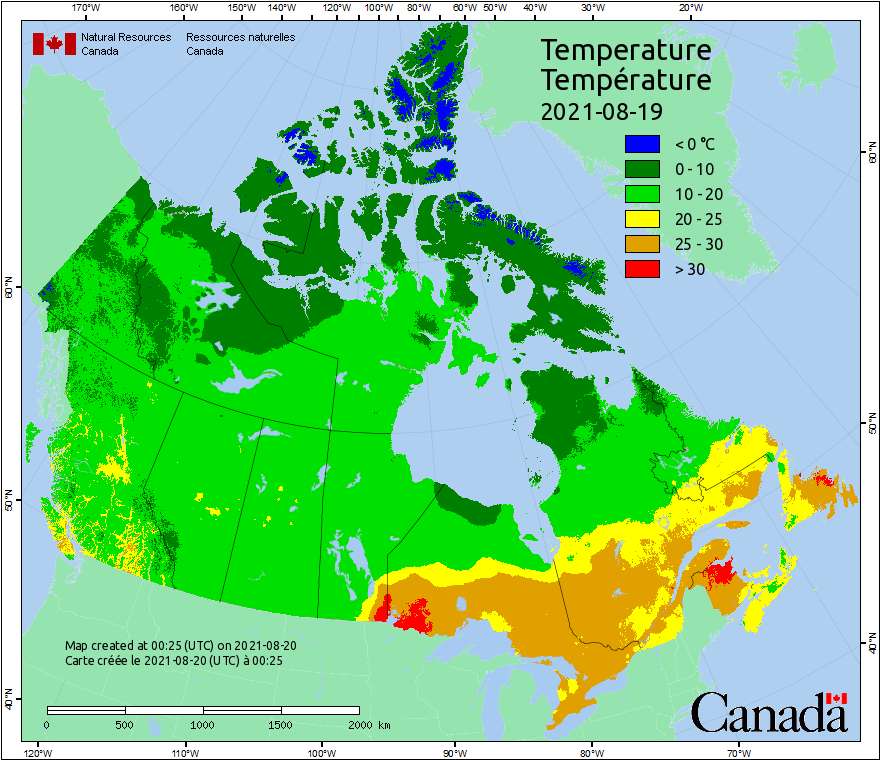 170°W 160°W 150°W 140°W 130°W 120°W 110°W 100°W 90°W 80°W 70°W 60°W 50°W 40°W 30°W 20°W
Natural Resources Ressources naturelles
Canada Canada
Temperature
Température
2021-08-19
< 0 °C
0 - 10
10 - 20
20 - 25
25 - 30
> 30
60°N
60°N
50°N
50°N
40°N
40°N
Map created at 00:25 (UTC) on 2021-08-20
Carte créée le 2021-08-20 (UTC) à 00:25
0 500 1000 1500 2000 km
Canada
120°W 110°W 100°W 90°W 80°W 70°W